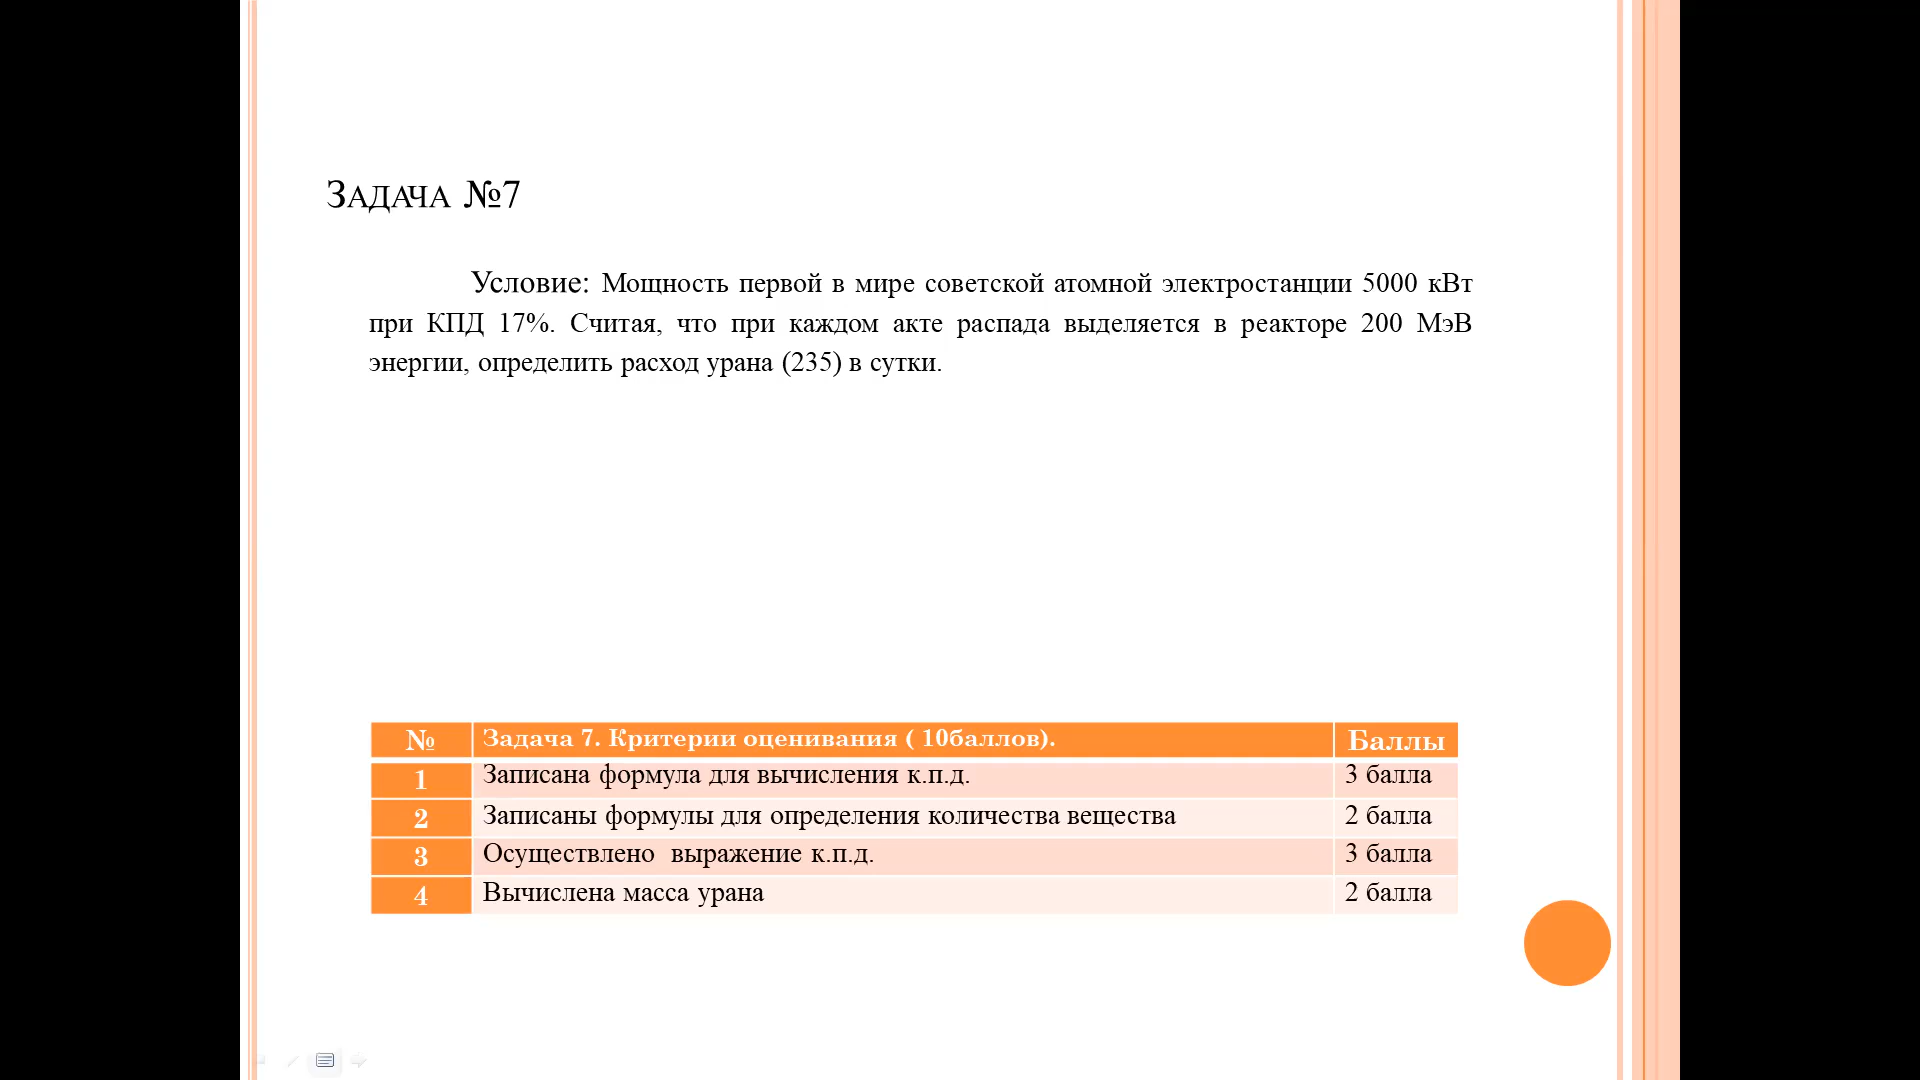 Задача №7
Условие: Мощность первой в мире советской атомной электростанции 5000 кВт
при КПД 17%. Считая, что при каждом акте распада выделяется в реакторе 200 МэВ
энергии, определить расход урана (235) в сутки.
№ Задача 7. Критерии оценивания ( 10баллов). Баллы
1 Записана формула для вычисления к.п.д. 3 балла
2 Записаны формулы для определения количества вещества 2 балла
3 Осуществлено  выражение к.п.д. 3 балла
4 Вычислена масса урана 2 балла